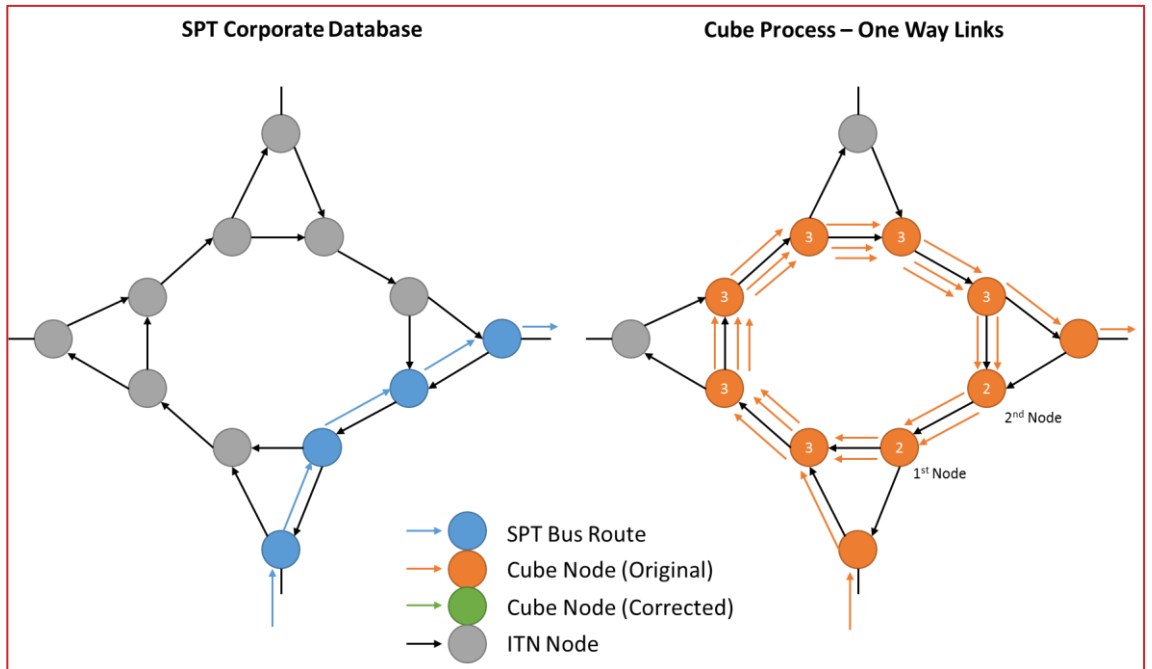 SPT Corporate Database
Cube Process – One Way Links
3
3
3
3
3
2
2nd Node
3
2
1st Node
SPT Bus Route
Cube Node (Original)
Cube Node (Corrected)
ITN Node